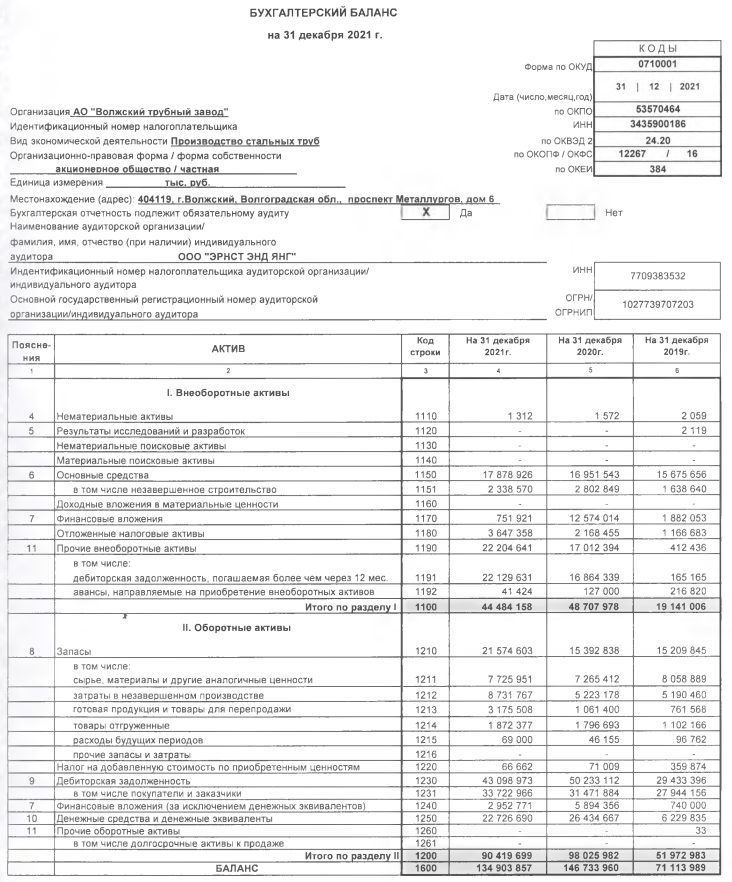 БУХГАЛТЕРСКИЙ БАЛАНС
на 31 декабря 2021 г.
К О Д Ы
Форма по ОКУД 0710001
Дата (число,месяц,год) 31 | 12 | 2021
Организация АО "Волжский трубный завод" по ОКПО 53570464
Идентификационный номер налогоплательщика ИНН 3435900186
Вид экономической деятельности Производство стальных труб по ОКВЭД 2 24.20
Организационно-правовая форма / форма собственности по ОКОПФ / ОКФС 12267 / 16
акционерное общество / частная по ОКЕИ 384
Единица измерения тыс. руб.
Местонахождение (адрес): 404119, г.Волжский, Волгоградская обл., проспект Металлургов, дом 6
Бухгалтерская отчетность подлежит обязательному аудиту X Да Нет
Наименование аудиторской организации/
фамилия, имя, отчество (при наличии) индивидуального
аудитора ООО "ЭРНСТ ЭНД ЯНГ"
Индентификационный номер налогоплательщика аудиторской организации/ ИНН 7709383532
индивидуального аудитора
Основной государственный регистрационный номер аудиторской ОГРН/ 1027739707203
организации/индивидуального аудитора ОГРНИП
Поясне-ния АКТИВ Код строки На 31 декабря 2021г. На 31 декабря 2020г. На 31 декабря 2019г.
1 2 3 4 5 6
I. Внеоборотные активы
4 Нематериальные активы 1110 1 312 1 572 2 059
5 Результаты исследований и разработок 1120 - - 2 119
Нематериальные поисковые активы 1130 - - -
Материальные поисковые активы 1140 - - -
6 Основные средства 1150 17 878 926 16 951 543 15 675 656
в том числе незавершенное строительство 1151 2 338 570 2 802 849 1 638 640
Доходные вложения в материальные ценности 1160 - - -
7 Финансовые вложения 1170 751 921 12 574 014 1 882 053
Отложенные налоговые активы 1180 3 647 358 2 168 455 1 166 683
11 Прочие внеоборотные активы 1190 22 204 641 17 012 394 412 436
в том числе:
дебиторская задолженность, погашаемая более чем через 12 мес. 1191 22 129 631 16 864 339 165 165
авансы, направляемые на приобретение внеоборотных активов 1192 41 424 127 000 216 820
Итого по разделу I 1100 44 484 158 48 707 978 19 141 006
II. Оборотные активы
8 Запасы 1210 21 574 603 15 392 838 15 209 845
в том числе:
сырье, материалы и другие аналогичные ценности 1211 7 725 951 7 265 412 8 058 889
затраты в незавершенном производстве 1212 8 731 767 5 223 178 5 190 460
готовая продукция и товары для перепродажи 1213 3 175 508 1 061 400 761 568
товары отгруженные 1214 1 872 377 1 796 693 1 102 166
расходы будущих периодов 1215 69 000 46 155 96 762
прочие запасы и затраты 1216 - - -
Налог на добавленную стоимость по приобретенным ценностям 1220 66 662 71 009 359 874
9 Дебиторская задолженность 1230 43 098 973 50 233 112 29 433 396
в том числе покупатели и заказчики 1231 33 722 966 31 471 884 27 944 156
7 Финансовые вложения (за исключением денежных эквивалентов) 1240 2 952 771 5 894 356 740 000
10 Денежные средства и денежные эквиваленты 1250 22 726 690 26 434 667 6 229 835
11 Прочие оборотные активы 1260 - - 33
в том числе долгосрочные активы к продаже 1261 - - -
Итого по разделу II 1200 90 419 699 98 025 982 51 972 983
БАЛАНС 1600 134 903 857 146 733 960 71 113 989